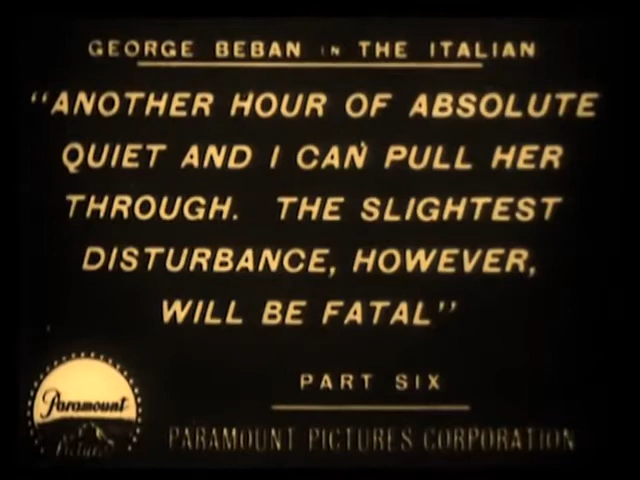 GEORGE BEBAN IN THE ITALIAN
"ANOTHER HOUR OF ABSOLUTE
QUIET AND I CAN PULL HER
THROUGH. THE SLIGHTEST
DISTURBANCE, HOWEVER,
WILL BE FATAL"
PART SIX
Paramount
Pictures
PARAMOUNT PICTURES CORPORATION